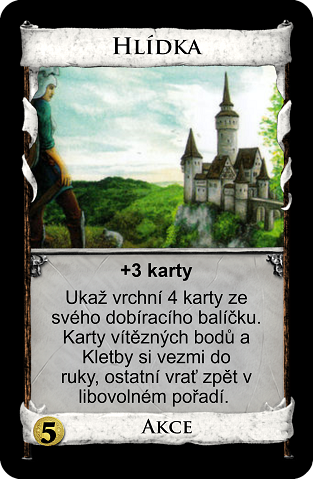 Hlídka
+3 karty
Ukaž vrchní 4 karty ze
svého dobíracího balíčku.
Karty vítězných bodů a
Kletby si vezmi do
ruky, ostatní vrať zpět v
libovolném pořadí.
5
Akce